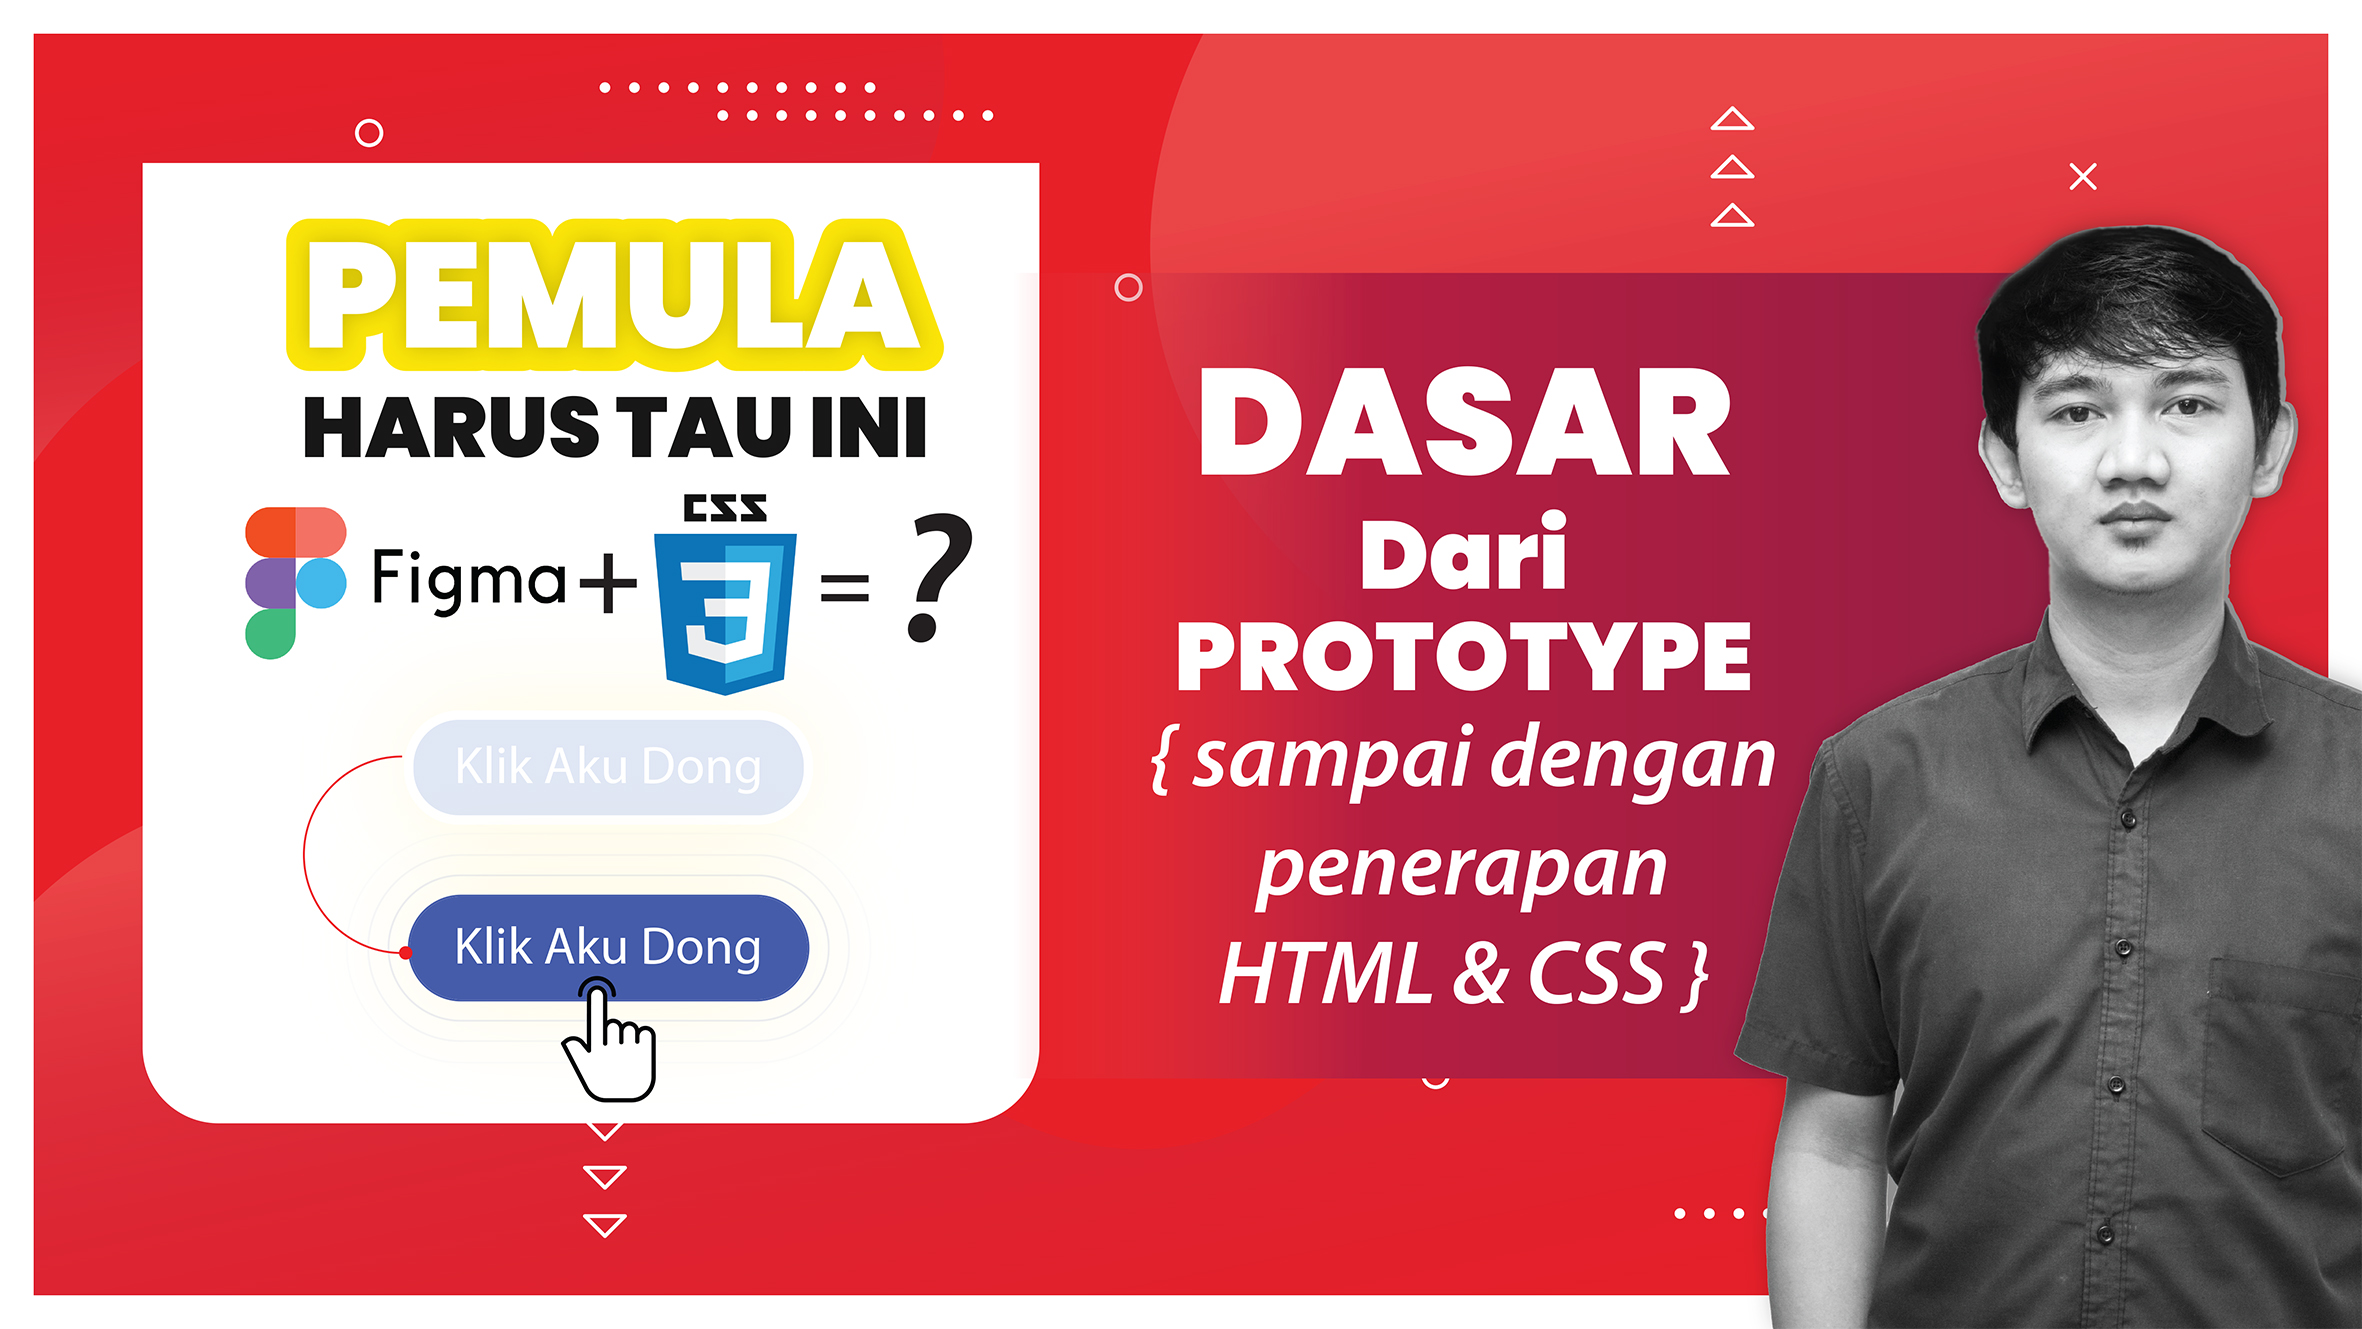 PEMULA
HARUS TAU INI
Figma + CSS 3 = ?
Klik Aku Dong
Klik Aku Dong
DASAR
Dari
PROTOTYPE
{ sampai dengan
penerapan
HTML & CSS }